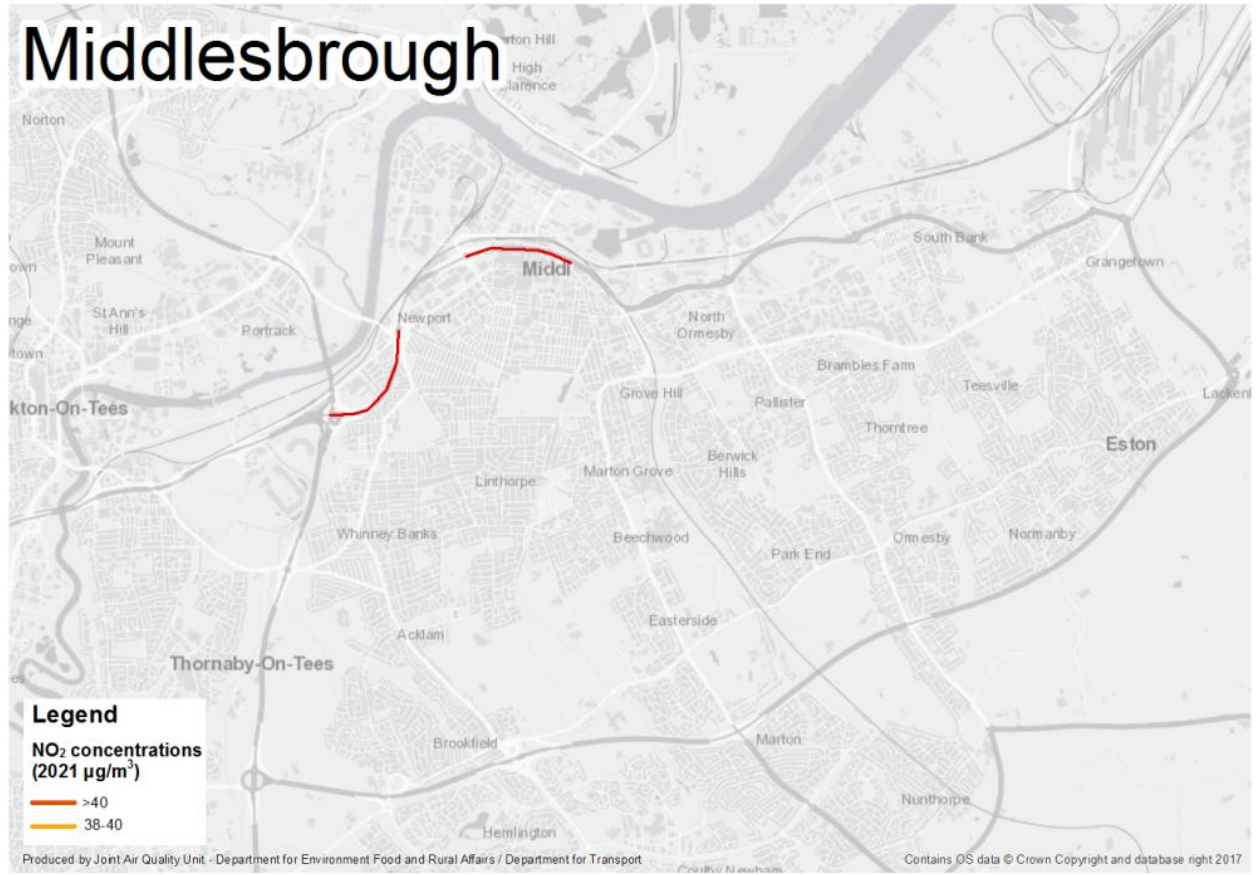 Middlesbrough
High
Clarence
Norton
Mount
Pleasant
South Bank
Grangetown
Middl
St Ann's
Hill
Portrack
Newport
North
Ormesby
Brambles Farm
Teesville
Grove Hill
Pallister
kton-On-Tees
Thorntree
Eston
Berwick
Hills
Marton Grove
Linthorpe
Whinney Banks
Beechwood
Park End
Ormesby
Normanby
Easterside
Acklam
Thornaby-On-Tees
Legend
NO₂ concentrations
(2021 µg/m³)
>40
38-40
Brookfield
Marton
Nunthorpe
Hemlington
Produced by Joint Air Quality Unit - Department for Environment Food and Rural Affairs / Department for Transport
Contains OS data © Crown Copyright and database right 2017